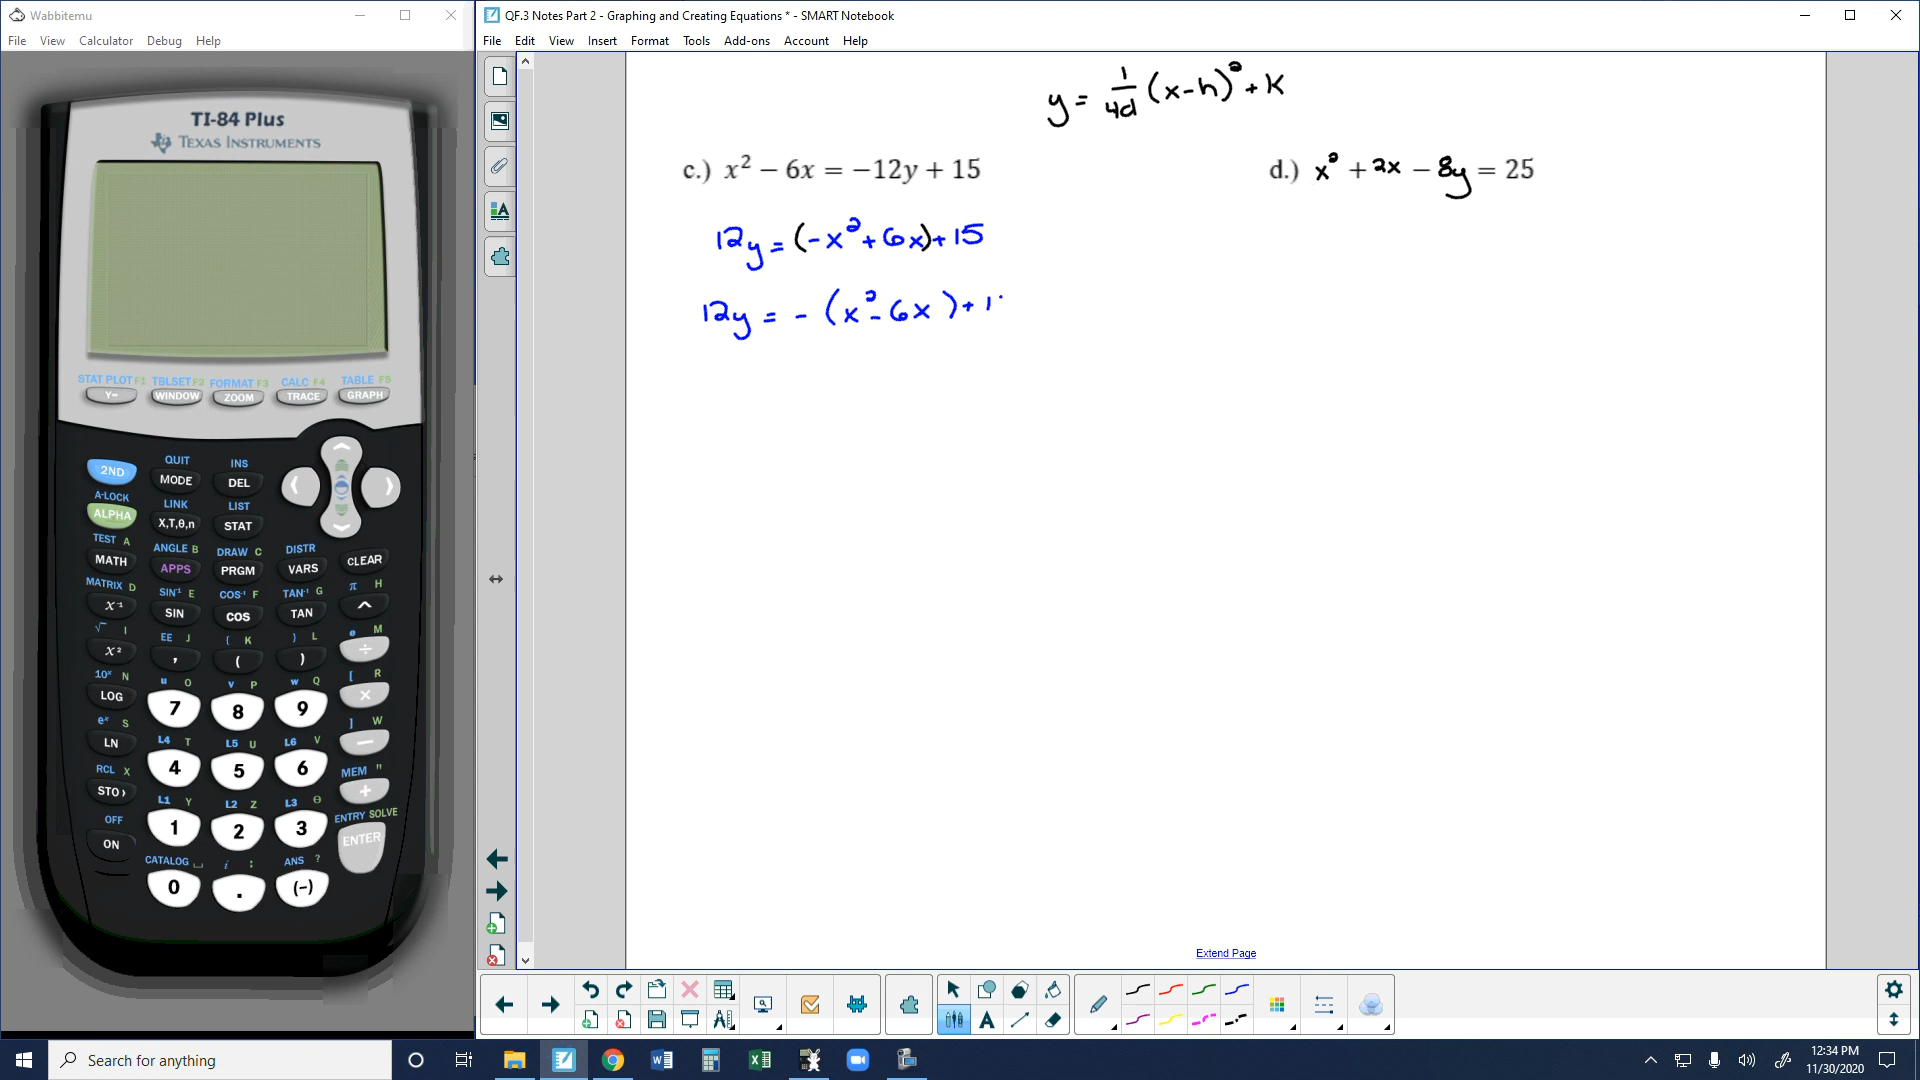 Wabbitemu
File View Calculator Debug Help
TI-84 Plus
TEXAS INSTRUMENTS
STAT PLOT F1 TBLSET F2 FORMAT F3 CALC F4 TABLE F5
Y= WINDOW ZOOM TRACE GRAPH
QUIT INS
2ND MODE DEL
A-LOCK LINK LIST
ALPHA X,T,θ,n STAT
TEST A ANGLE B DRAW C DISTR
MATH APPS PRGM VARS CLEAR
MATRIX D SIN⁻¹ E COS⁻¹ F TAN⁻¹ G π H
X⁻¹ SIN COS TAN ^
√ I EE J { K } L e M
X² , ( ) ÷
10ˣ N u O v P w Q [ R
LOG 7 8 9 ×
eˣ S L4 T L5 U L6 V ] W
LN 4 5 6 −
RCL X L1 Y L2 Z L3 θ MEM "
STO› 1 2 3 +
OFF CATALOG ⎵ i : ANS ? ENTRY SOLVE
ON 0 . (−) ENTER
QF.3 Notes Part 2 - Graphing and Creating Equations * - SMART Notebook
File Edit View Insert Format Tools Add-ons Account Help
y = 1/4d (x-h)² + k
c.) x² − 6x = −12y + 15
12y = (-x² + 6x) + 15
12y = - (x² - 6x ) + 1
d.) x² + 2x − 8y = 25
Extend Page
Search for anything
12:34 PM
11/30/2020